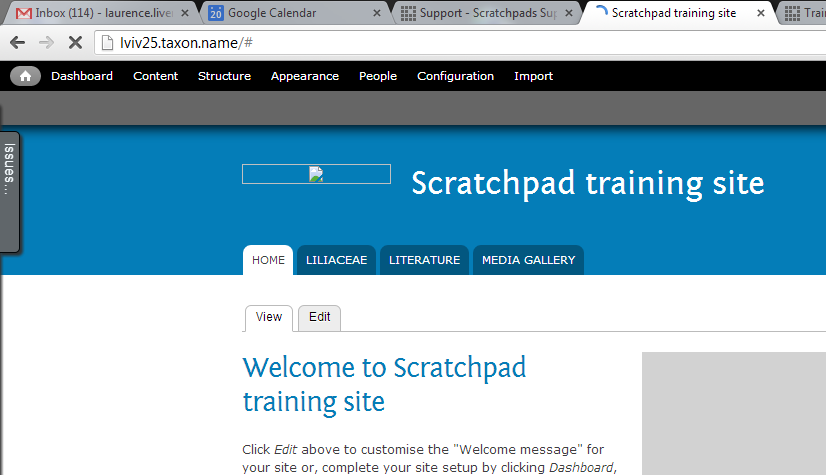 Inbox (114) - laurence.live
20 Google Calendar
Support - Scratchpads Sup
Scratchpad training site
Trai
lviv25.taxon.name/#
Dashboard Content Structure Appearance People Configuration Import
Issues...
Scratchpad training site
HOME LILIACEAE LITERATURE MEDIA GALLERY
View Edit
Welcome to Scratchpad
training site
Click Edit above to customise the "Welcome message" for
your site or, complete your site setup by clicking Dashboard,